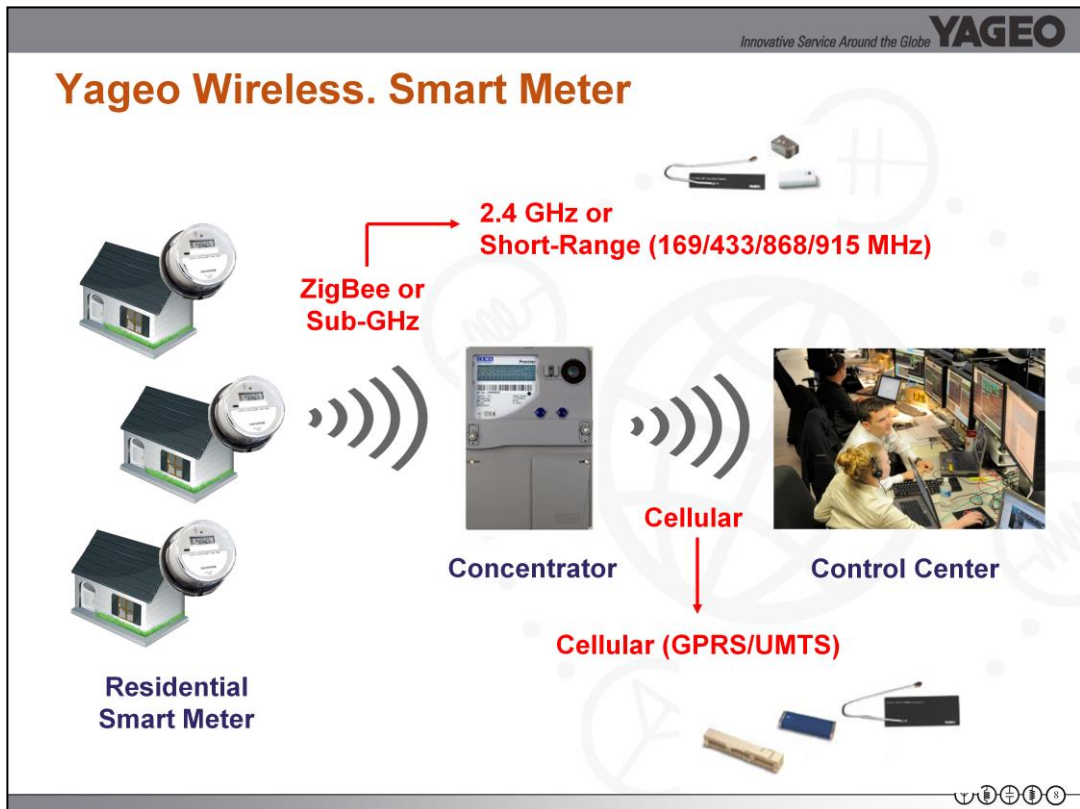 Innovative Service Around the Globe YAGEO
Yageo Wireless. Smart Meter
2.4 GHz or
Short-Range (169/433/868/915 MHz)
ZigBee or
Sub-GHz
Cellular
Concentrator
Control Center
Cellular (GPRS/UMTS)
Residential
Smart Meter
8